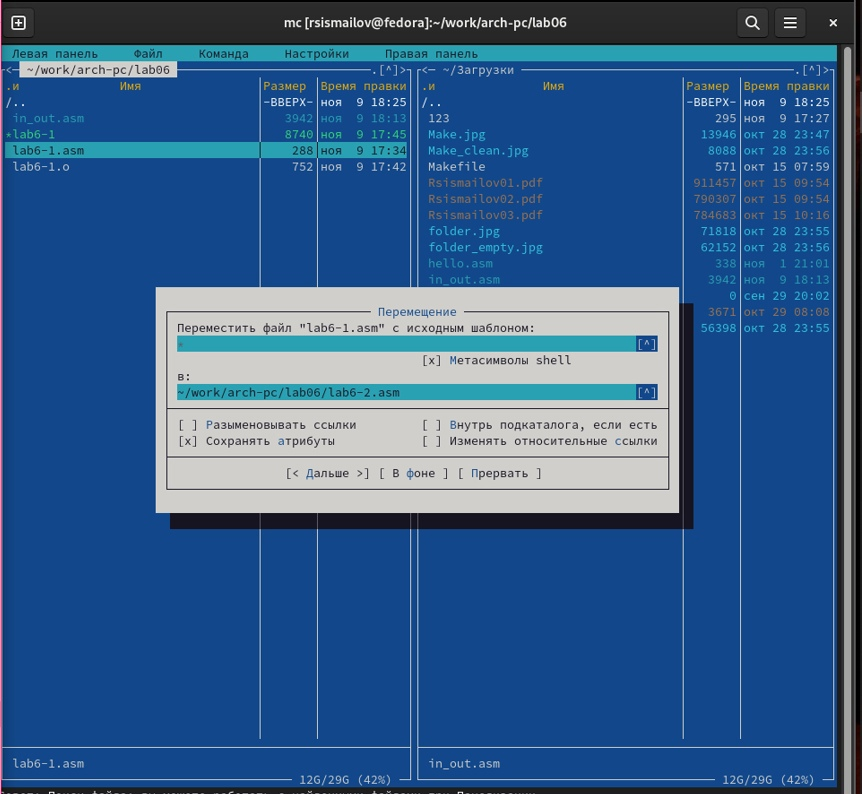 mc [rsismailov@fedora]:~/work/arch-pc/lab06
Левая панель Файл Команда Настройки Правая панель
<— ~/work/arch-pc/lab06 .[^]>
.и Имя Размер Время правки
/.. -ВВЕРХ- ноя 9 18:25
in_out.asm 3942 ноя 9 18:13
*lab6-1 8740 ноя 9 17:45
lab6-1.asm 288 ноя 9 17:34
lab6-1.o 752 ноя 9 17:42
lab6-1.asm
12G/29G (42%)
<— ~/Загрузки .[^]>
.и Имя Размер Время правки
/.. -ВВЕРХ- ноя 9 18:25
123 295 ноя 9 17:27
Make.jpg 13946 окт 28 23:47
Make_clean.jpg 8088 окт 28 23:56
Makefile 571 окт 15 07:59
Rsismailov01.pdf 911457 окт 15 09:54
Rsismailov02.pdf 790307 окт 15 09:54
Rsismailov03.pdf 784683 окт 15 10:16
folder.jpg 71818 окт 28 23:55
folder_empty.jpg 62152 окт 28 23:56
hello.asm 338 ноя 1 21:01
in_out.asm 3942 ноя 9 18:13
0 сен 29 20:02
3671 окт 29 08:08
56398 окт 28 23:55
in_out.asm
12G/29G (42%)
Перемещение
Переместить файл "lab6-1.asm" с исходным шаблоном:
* [^]
[x] Метасимволы shell
в:
~/work/arch-pc/lab06/lab6-2.asm [^]
[ ] Разыменовывать ссылки [ ] Внутрь подкаталога, если есть
[x] Сохранять атрибуты [ ] Изменять относительные ссылки
[< Дальше >] [ В фоне ] [ Прервать ]